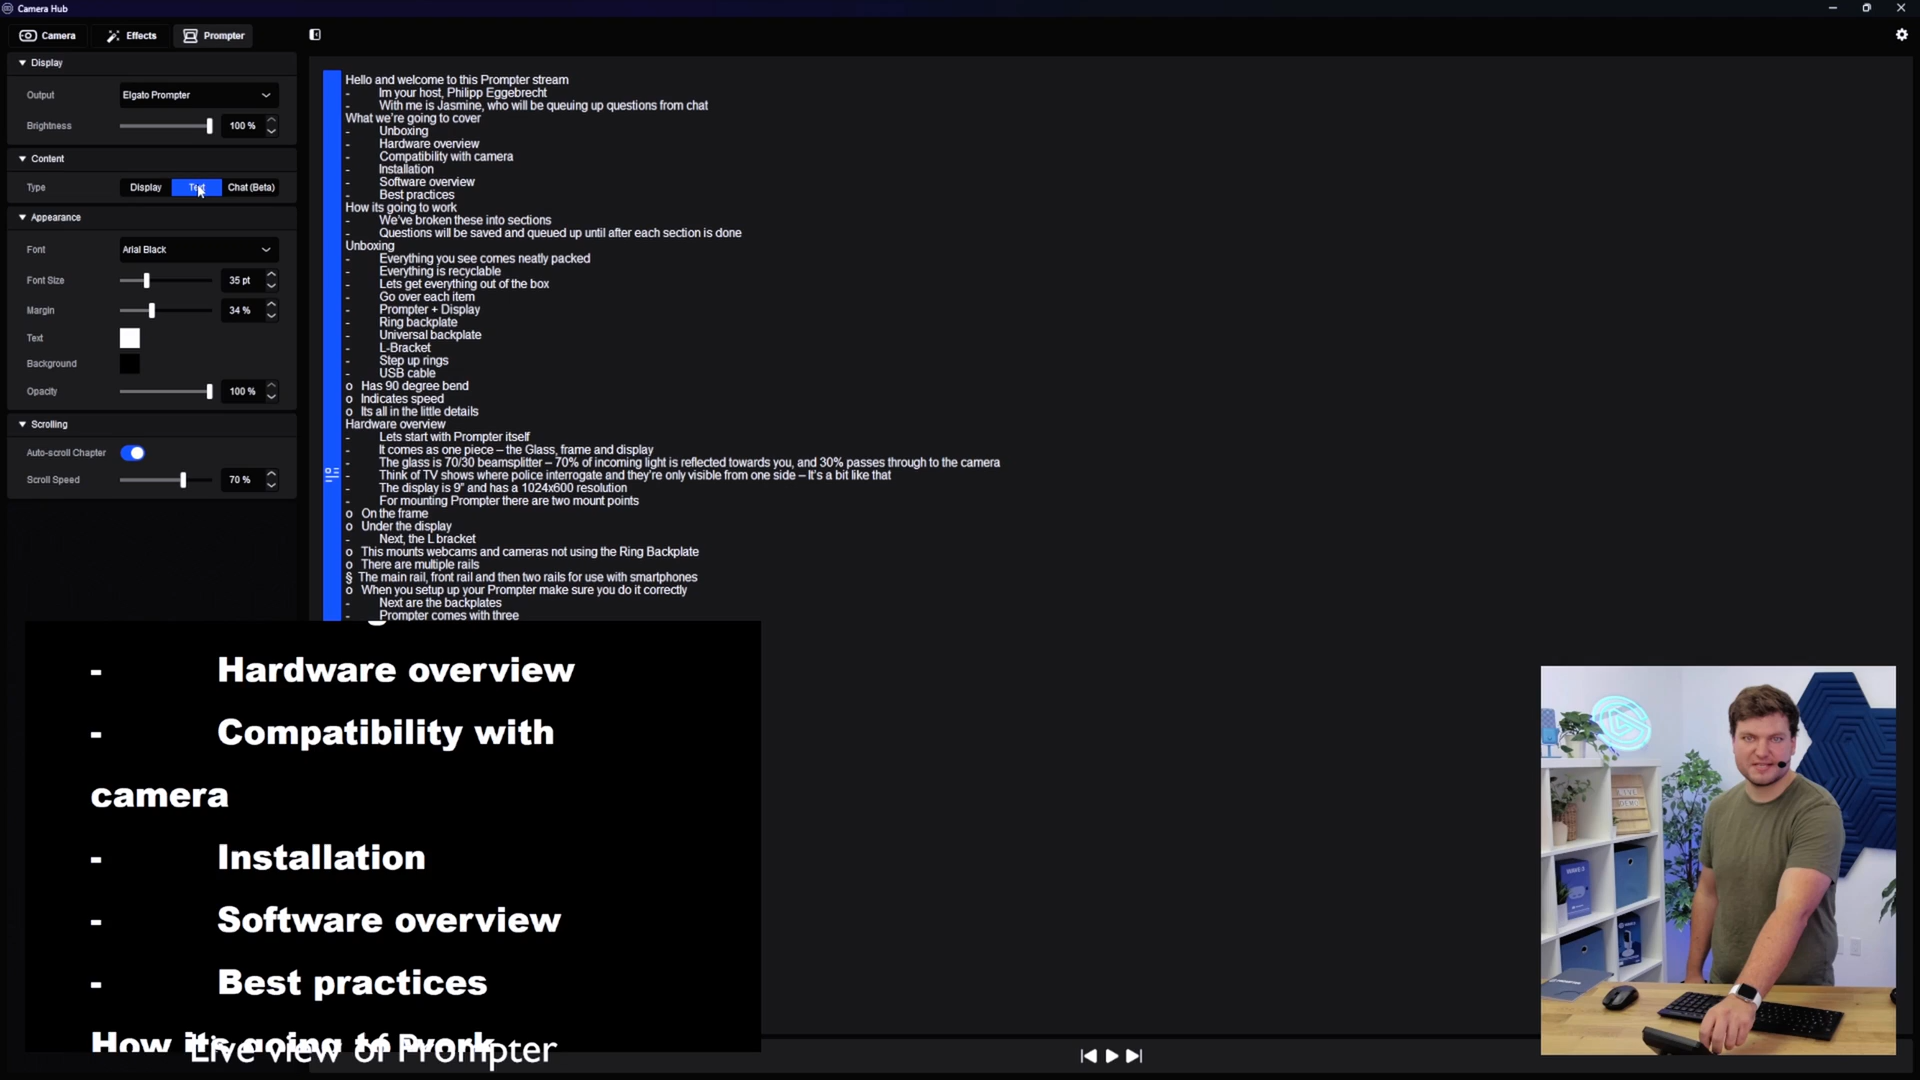 Camera Hub
Camera Effects Prompter
Display
Output Elgato Prompter
Brightness 100 %
Content
Type Display Text Chat (Beta)
Appearance
Font Arial Black
Font Size 35 pt
Margin 34 %
Text
Background
Opacity 100 %
Scrolling
Auto-scroll Chapter
Scroll Speed 70 %
Hello and welcome to this Prompter stream
- Im your host, Philipp Eggebrecht
- With me is Jasmine, who will be queuing up questions from chat
What we're going to cover
- Unboxing
- Hardware overview
- Compatibility with camera
- Installation
- Software overview
- Best practices
How its going to work
- We've broken these into sections
- Questions will be saved and queued up until after each section is done
Unboxing
- Everything you see comes neatly packed
- Everything is recyclable
- Lets get everything out of the box
- Go over each item
- Prompter + Display
- Ring backplate
- Universal backplate
- L-Bracket
- Step up rings
- USB cable
o Has 90 degree bend
o Indicates speed
o Its all in the little details
Hardware overview
- Lets start with Prompter itself
- It comes as one piece – the Glass, frame and display
- The glass is 70/30 beamsplitter – 70% of incoming light is reflected towards you, and 30% passes through to the camera
- Think of TV shows where police interrogate and they're only visible from one side – It's a bit like that
- The display is 9" and has a 1024x600 resolution
- For mounting Prompter there are two mount points
o On the frame
o Under the display
- Next, the L bracket
o This mounts webcams and cameras not using the Ring Backplate
o There are multiple rails
§ The main rail, front rail and then two rails for use with smartphones
o When you setup up your Prompter make sure you do it correctly
- Next are the backplates
- Prompter comes with three
- Hardware overview
- Compatibility with
camera
- Installation
- Software overview
- Best practices
How its going to work
Live view of Prompter